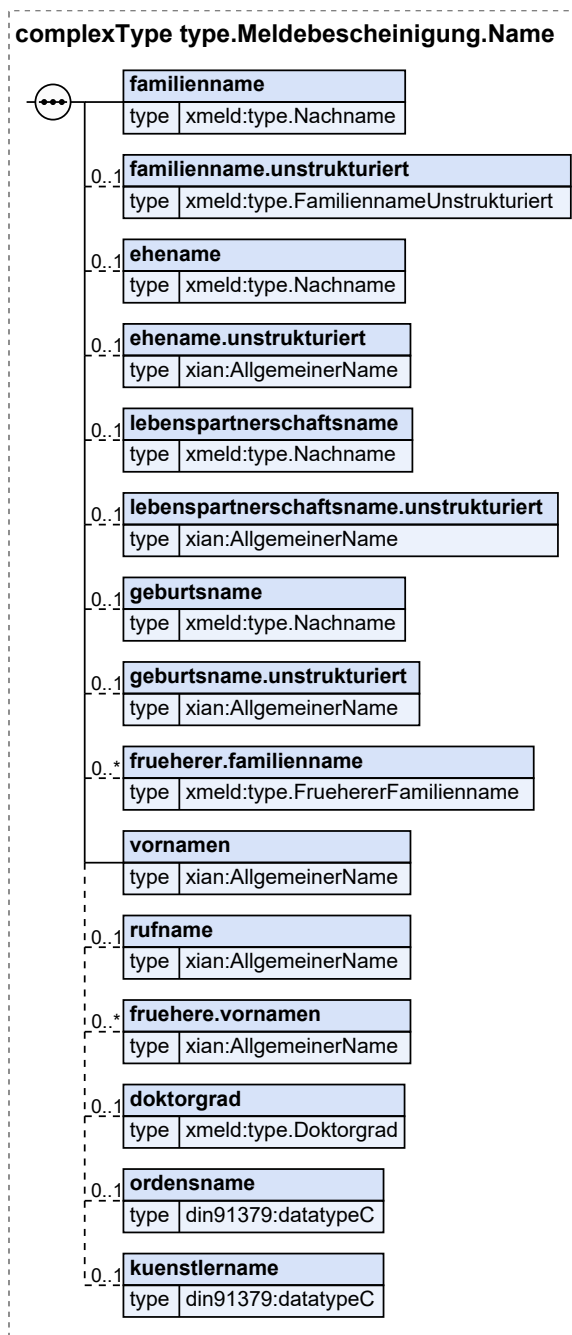 complexType type.Meldebescheinigung.Name
familienname
type xmeld:type.Nachname
0..1 familienname.unstrukturiert
type xmeld:type.FamiliennameUnstrukturiert
0..1 ehename
type xmeld:type.Nachname
0..1 ehename.unstrukturiert
type xian:AllgemeinerName
0..1 lebenspartnerschaftsname
type xmeld:type.Nachname
0..1 lebenspartnerschaftsname.unstrukturiert
type xian:AllgemeinerName
0..1 geburtsname
type xmeld:type.Nachname
0..1 geburtsname.unstrukturiert
type xian:AllgemeinerName
0..* frueherer.familienname
type xmeld:type.FruehererFamilienname
vornamen
type xian:AllgemeinerName
0..1 rufname
type xian:AllgemeinerName
0..* fruehere.vornamen
type xian:AllgemeinerName
0..1 doktorgrad
type xmeld:type.Doktorgrad
0..1 ordensname
type din91379:datatypeC
0..1 kuenstlername
type din91379:datatypeC